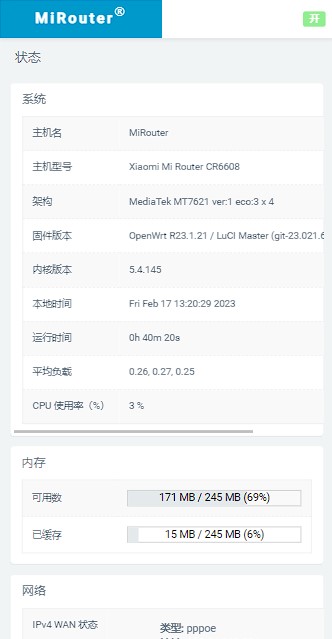 MiRouter®
开
状态
系统
主机名 MiRouter
主机型号 Xiaomi Mi Router CR6608
架构 MediaTek MT7621 ver:1 eco:3 x 4
固件版本 OpenWrt R23.1.21 / LuCI Master (git-23.021.6
内核版本 5.4.145
本地时间 Fri Feb 17 13:20:29 2023
运行时间 0h 40m 20s
平均负载 0.26, 0.27, 0.25
CPU 使用率（%） 3 %
内存
可用数 171 MB / 245 MB (69%)
已缓存 15 MB / 245 MB (6%)
网络
IPv4 WAN 状态 类型: pppoe